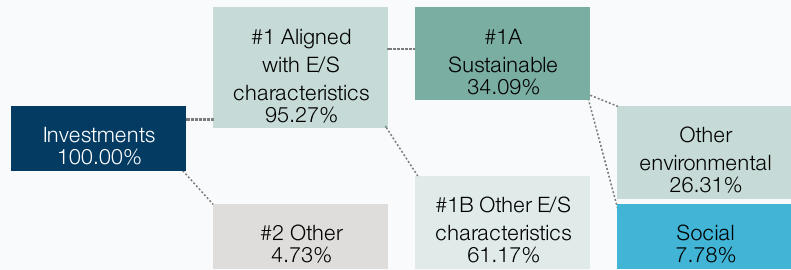 Investments
100.00%
#1 Aligned
with E/S
characteristics
95.27%
#2 Other
4.73%
#1A
Sustainable
34.09%
#1B Other E/S
characteristics
61.17%
Other
environmental
26.31%
Social
7.78%